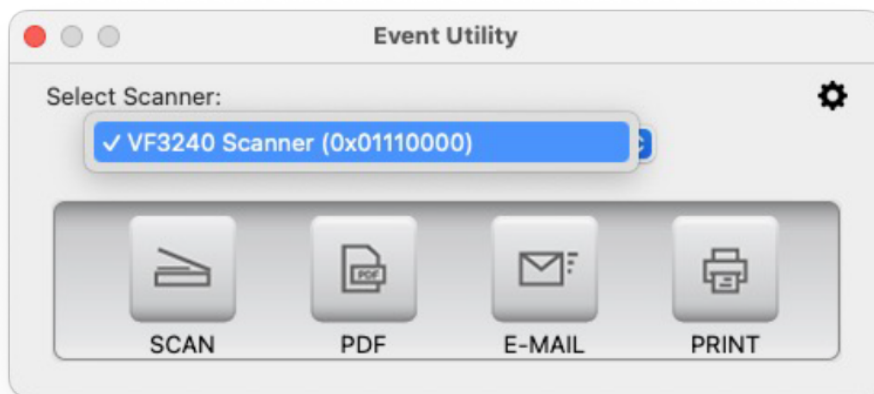 Event Utility
Select Scanner:
✓ VF3240 Scanner (0x01110000)
PDF
SCAN PDF E-MAIL PRINT